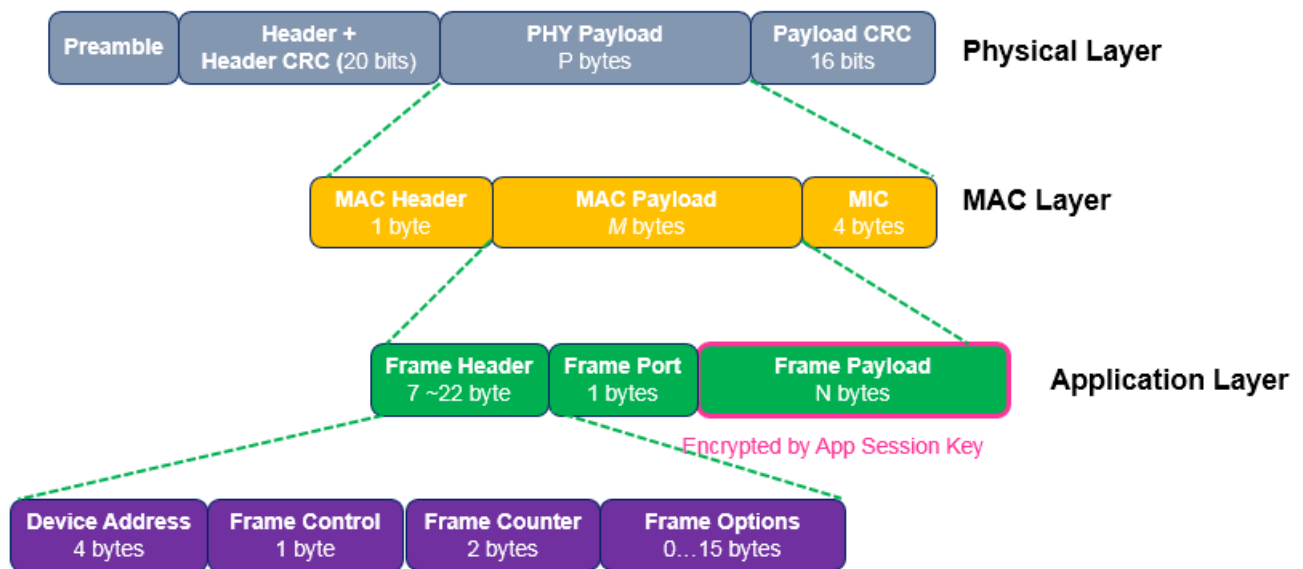 Preamble
Header +
Header CRC (20 bits)
PHY Payload
P bytes
Payload CRC
16 bits
Physical Layer
MAC Header
1 byte
MAC Payload
M bytes
MIC
4 bytes
MAC Layer
Frame Header
7 ~22 byte
Frame Port
1 bytes
Frame Payload
N bytes
Application Layer
Encrypted by App Session Key
Device Address
4 bytes
Frame Control
1 byte
Frame Counter
2 bytes
Frame Options
0...15 bytes